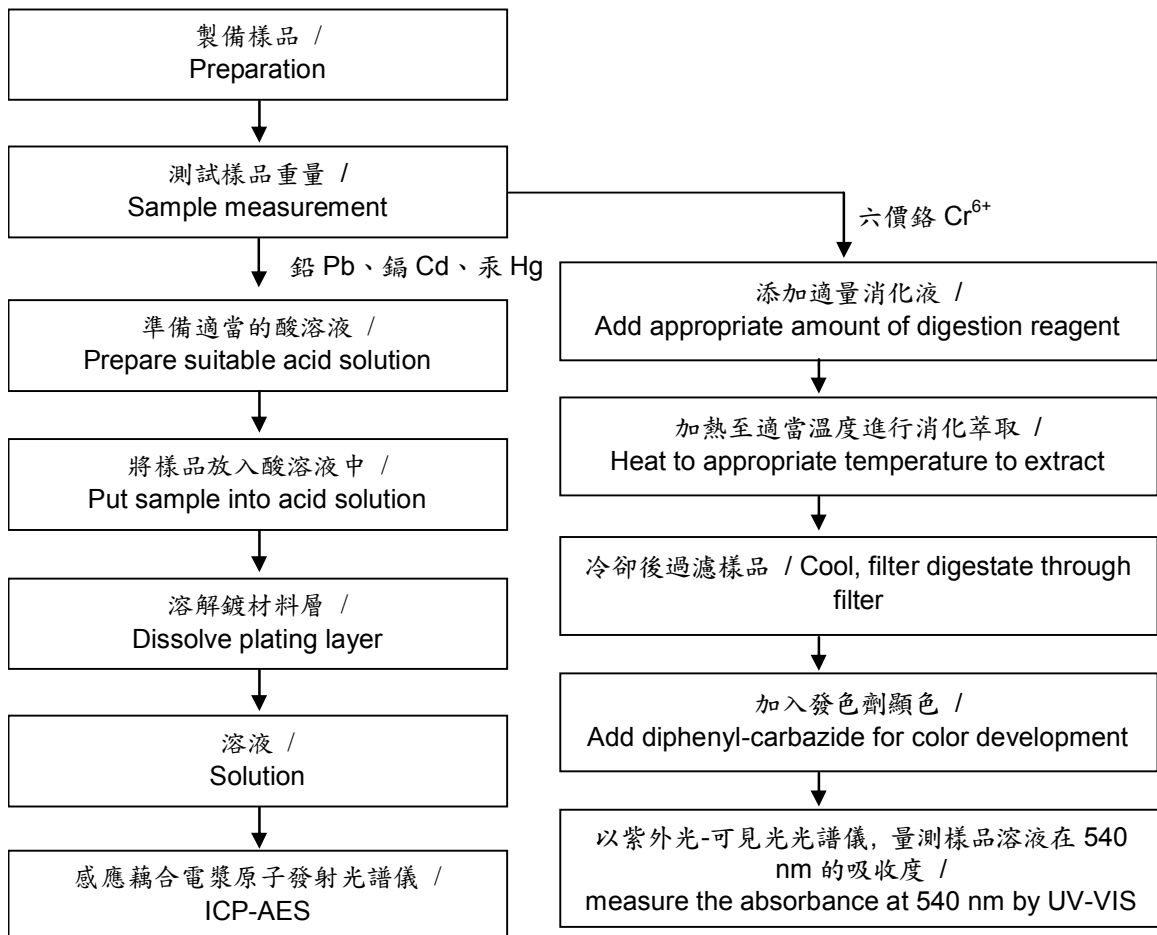 製備樣品 /
Preparation
測試樣品重量 /
Sample measurement
鉛 Pb、鎘 Cd、汞 Hg
準備適當的酸溶液 /
Prepare suitable acid solution
將樣品放入酸溶液中 /
Put sample into acid solution
溶解鍍材料層 /
Dissolve plating layer
溶液 /
Solution
感應藕合電漿原子發射光譜儀 /
ICP-AES
六價鉻 Cr⁶⁺
添加適量消化液 /
Add appropriate amount of digestion reagent
加熱至適當溫度進行消化萃取 /
Heat to appropriate temperature to extract
冷卻後過濾樣品 / Cool, filter digestate through
filter
加入發色劑顯色 /
Add diphenyl-carbazide for color development
以紫外光-可見光光譜儀, 量測樣品溶液在 540
nm 的吸收度 /
measure the absorbance at 540 nm by UV-VIS